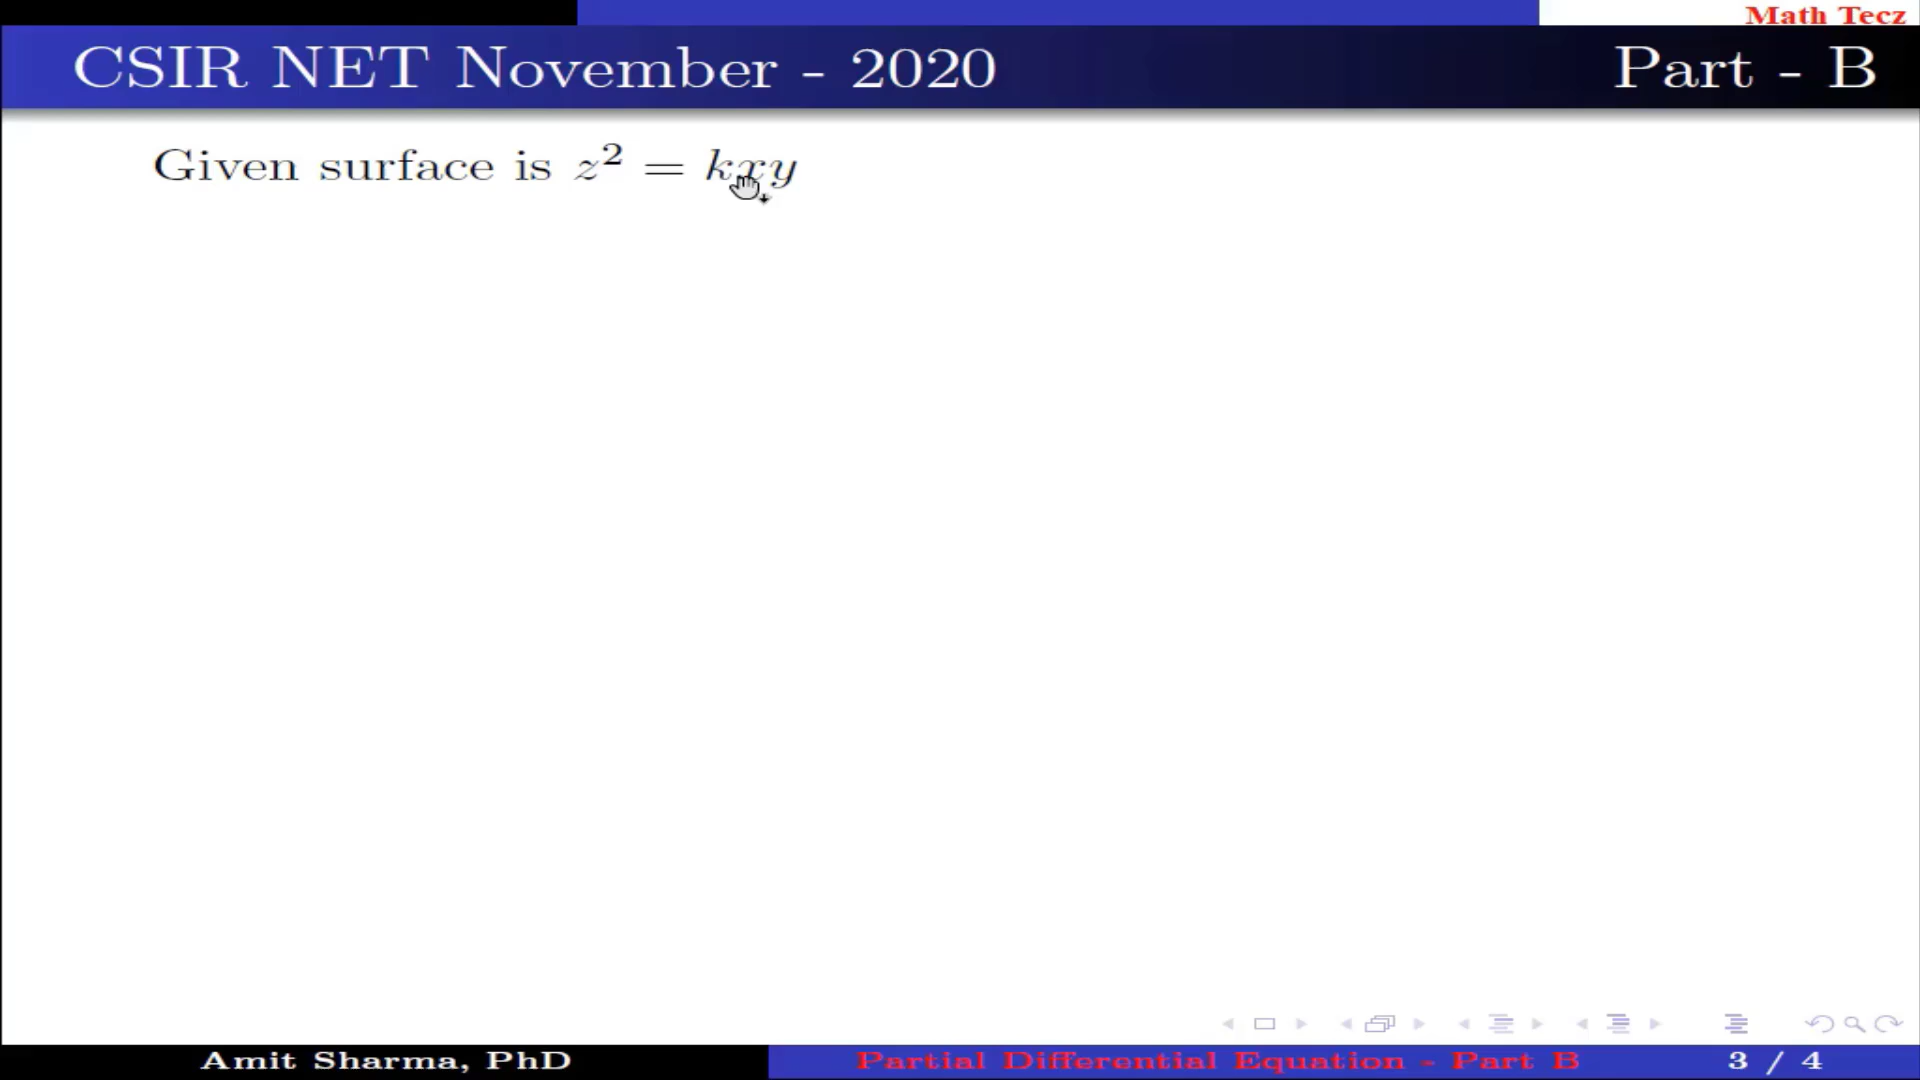 Math Tecz
CSIR NET November - 2020 Part - B
Given surface is z² = kxy
Amit Sharma, PhD Partial Differential Equation - Part B 3 / 4